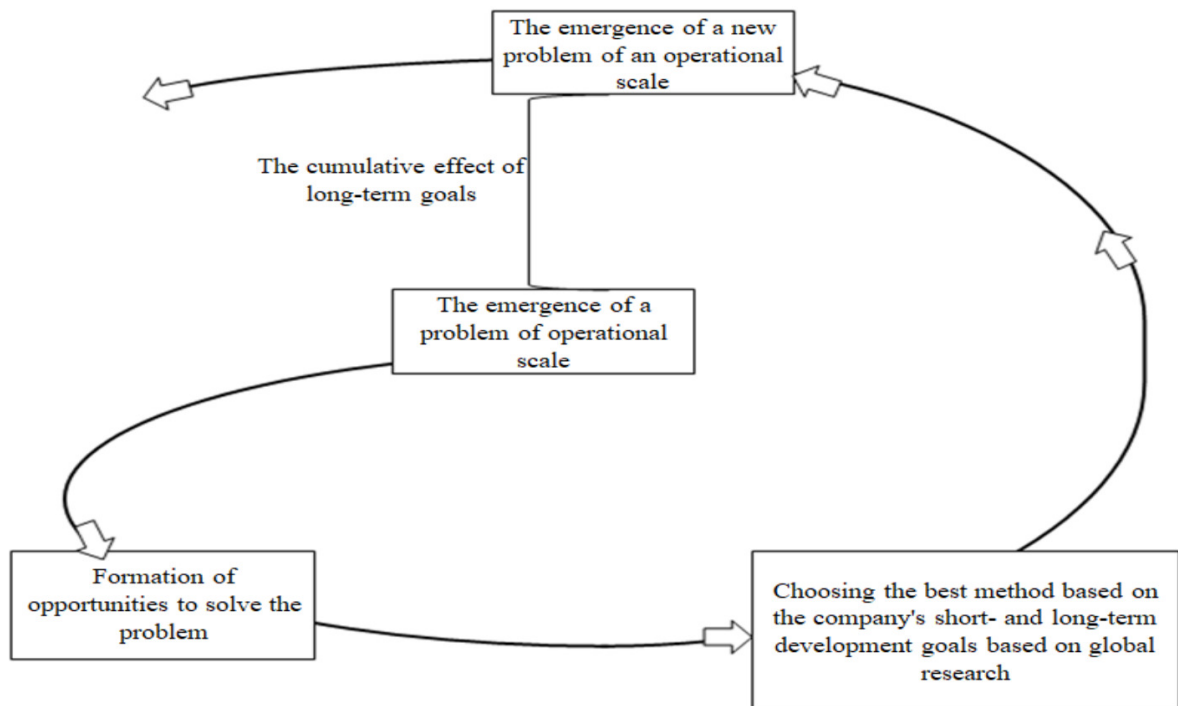 The emergence of a new
problem of an operational
scale
The cumulative effect of
long-term goals
The emergence of a
problem of operational
scale
Formation of
opportunities to solve the
problem
Choosing the best method based on
the company's short- and long-term
development goals based on global
research